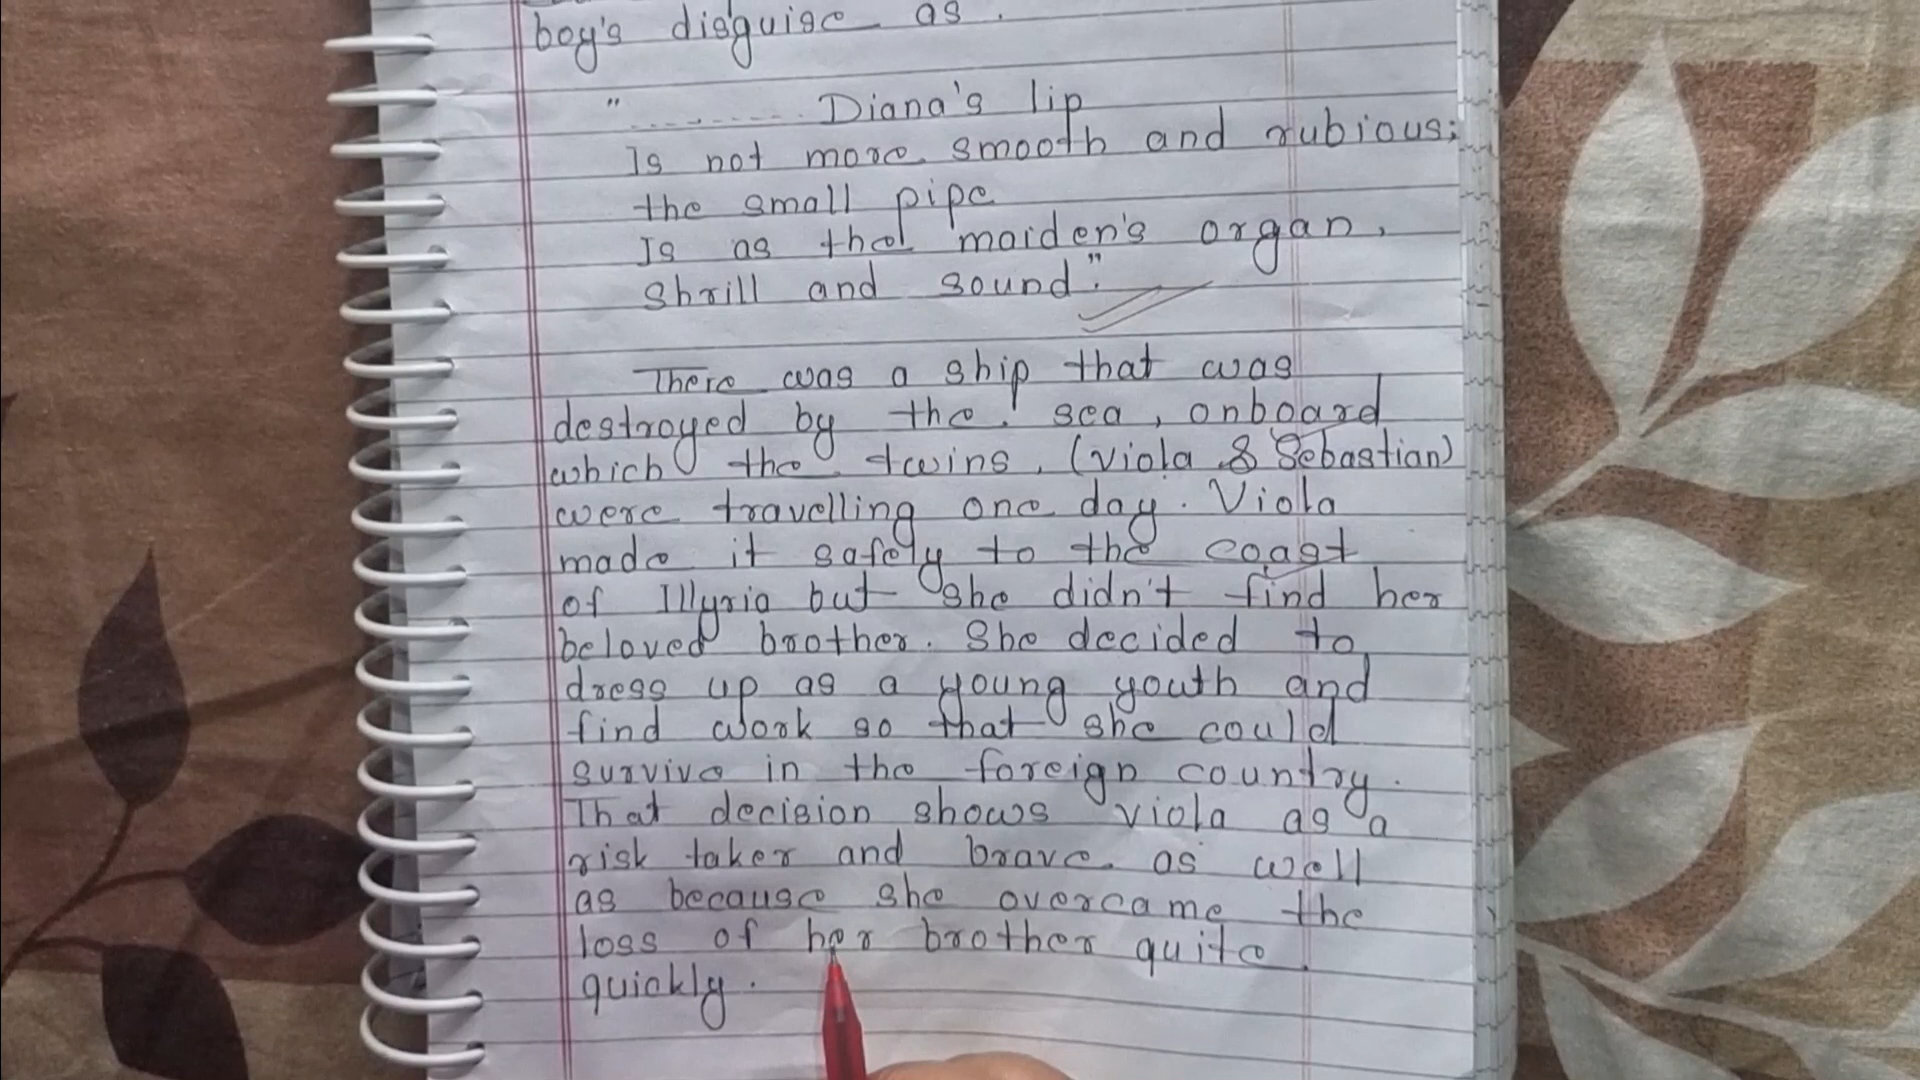 boy's disguise as.
" .......... Diana's lip
Is not more smooth and rubious;
the small pipe
Is as thel maiden's organ,
shrill and sound."
There was a ship that was
destroyed by the sea, onboard
which the twins, (Viola & Sebastian)
were travelling one day. Viola
made it safely to the coast
of Illyria but she didn't find her
beloved brother. She decided to
dress up as a young youth and
find work so that she could
survive in the foreign country.
That decision shows Viola as a
risk taker and brave as well
as because she overcame the
loss of her brother quite
quickly.